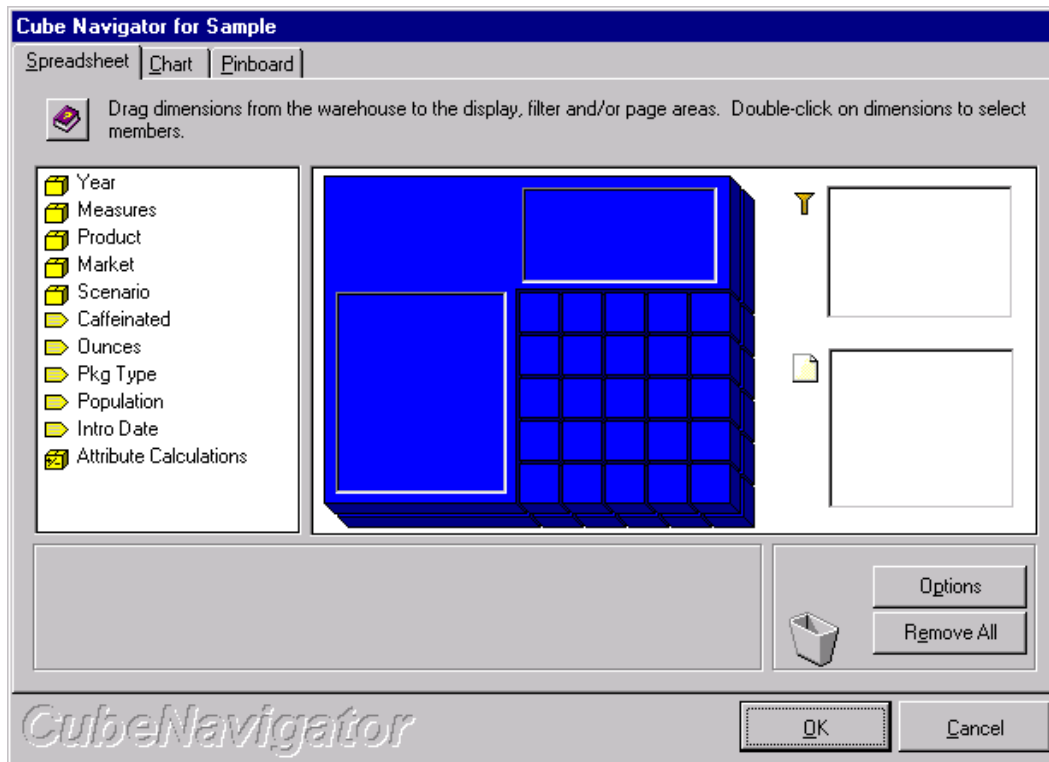 Cube Navigator for Sample
Spreadsheet Chart Pinboard
Drag dimensions from the warehouse to the display, filter and/or page areas. Double-click on dimensions to select
members.
Year
Measures
Product
Market
Scenario
Caffeinated
Ounces
Pkg Type
Population
Intro Date
Attribute Calculations
Options
Remove All
CubeNavigator
OK Cancel